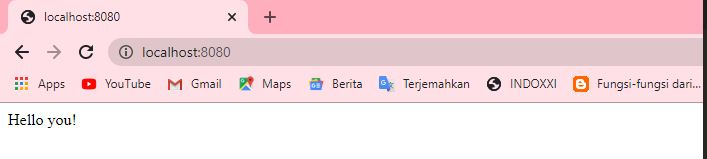 localhost:8080
localhost:8080
Apps YouTube Gmail Maps Berita Terjemahkan INDOXXI Fungsi-fungsi dari...
Hello you!